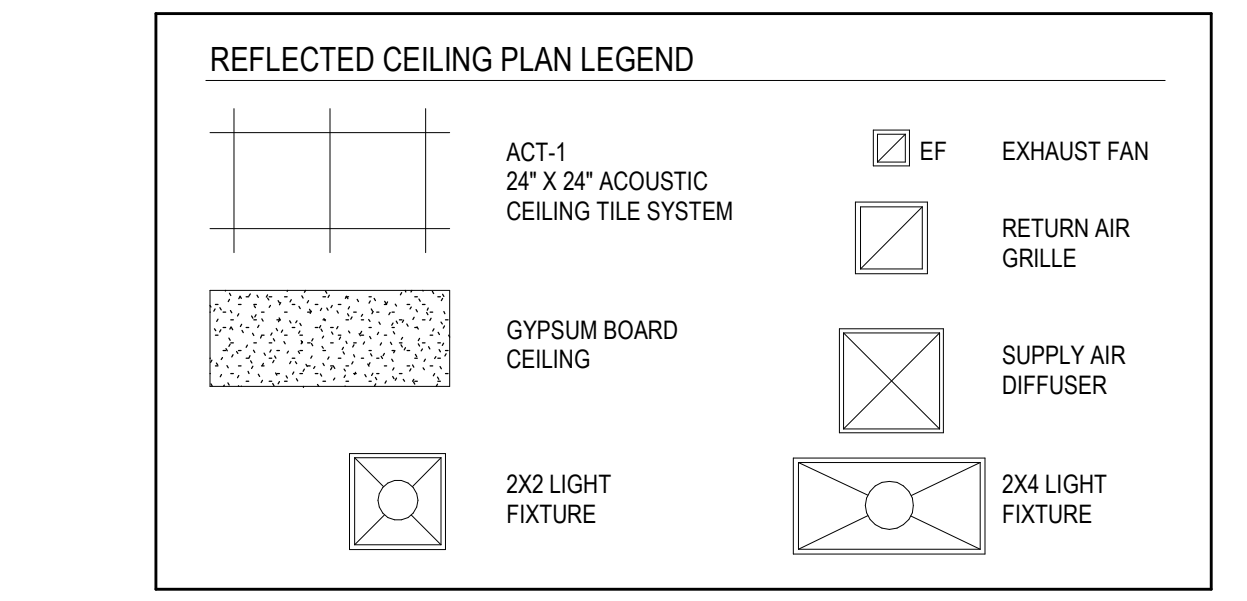 REFLECTED CEILING PLAN LEGEND
ACT-1
24" X 24" ACOUSTIC
CEILING TILE SYSTEM
GYPSUM BOARD
CEILING
2X2 LIGHT
FIXTURE
EF EXHAUST FAN
RETURN AIR
GRILLE
SUPPLY AIR
DIFFUSER
2X4 LIGHT
FIXTURE